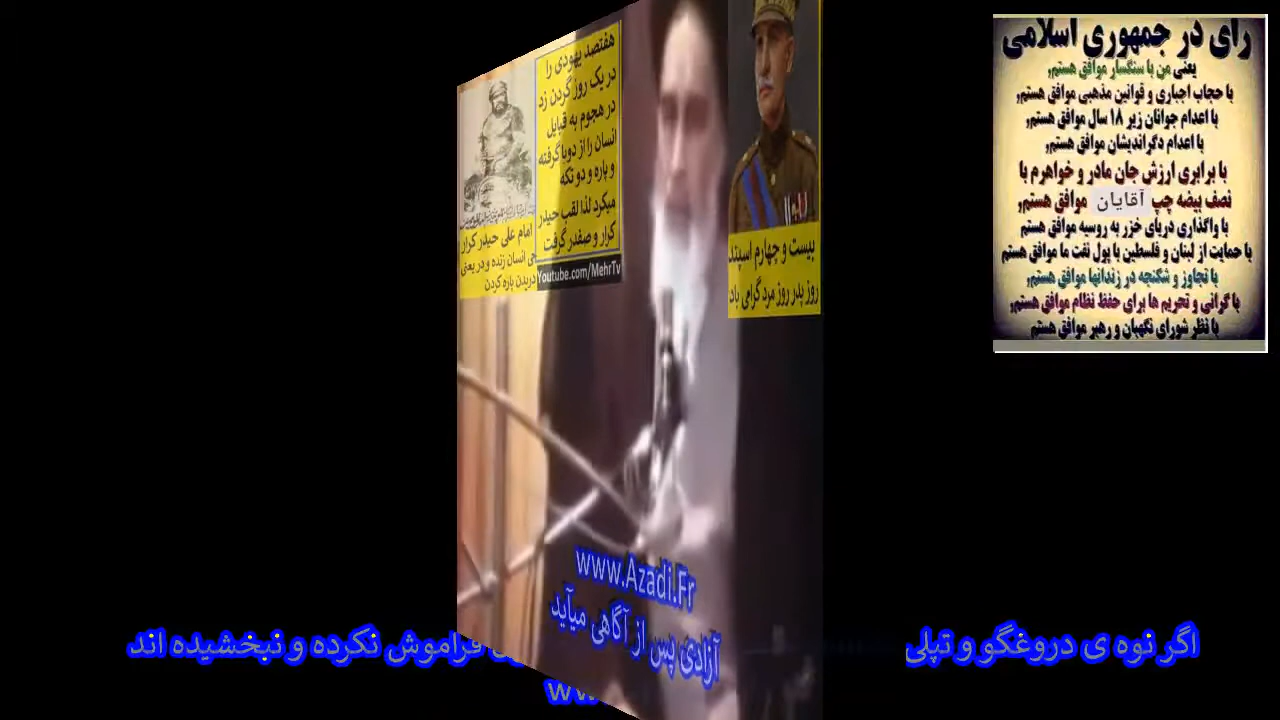 رای در جمهوری اسلامی
یعنی من با سنگسار موافق هستم,
با حجاب اجباری و قوانین مذهبی موافق هستم,
با اعدام جوانان زیر ۱۸ سال موافق هستم,
با اعدام دگراندیشان موافق هستم,
با برابری ارزش جان مادر و خواهرم با
نصف بیضه چپ آقایان موافق هستم,
با واگذاری دریای خزر به روسیه موافق هستم,
با حمایت از لبنان و فلسطین با پول نفت ما موافق هستم,
با تجاوز و شکنجه در زندانها موافق هستم,
با گرانی و تحریم ها برای حفظ نظام موافق هستم,
با نظر شورای نگهبان و رهبر موافق هستم
هفتصد یهودی را
در یک روز گردن زد
در هجوم به قبایل
انسان را از دوپا گرفته
و پاره و دو تکه
میکرد لذا لقب حیدر
کرار و صفدر گرفت
Youtube.com/MehrTv
امام علی حیدر کرار
انسان زنده و در یعنی
دریدن پاره کردن
بیست و چهارم اسپند
روز پدر روز مرد گرامی باد
www.Azadi.Fr
آزادی پس از آگاهی میآید
اگر نوه ی دروغگو و تپلی
فراموش نکرده و نبخشیده اند